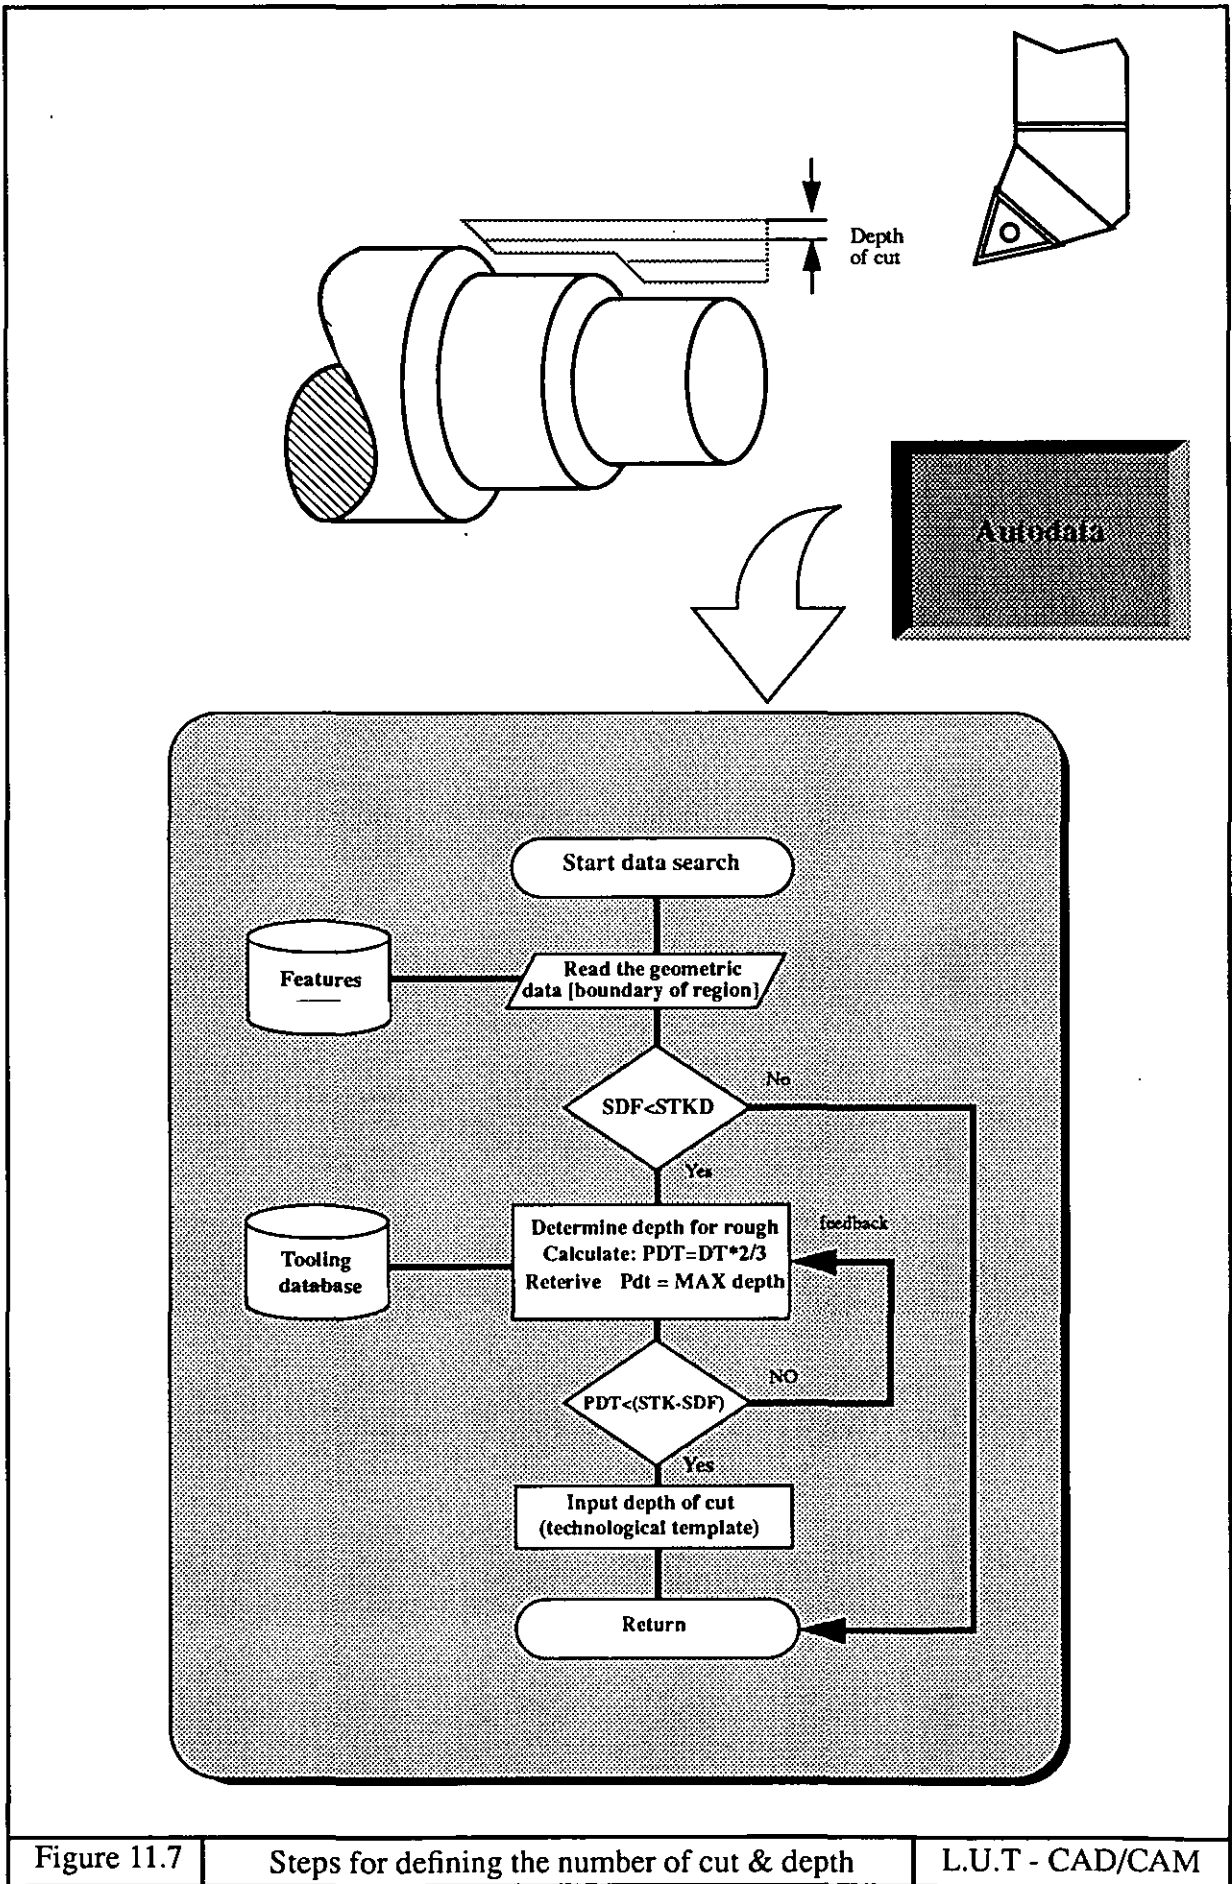 Depth
of cut
Autodata
Start data search
Features
Read the geometric
data [boundary of region]
No
SDF<STKD
Yes
Tooling
database
Determine depth for rough
Calculate: PDT=DT*2/3
Reterive Pdt = MAX depth
feedback
NO
PDT<(STK-SDF)
Yes
Input depth of cut
(technological template)
Return
Figure 11.7
Steps for defining the number of cut & depth
L.U.T - CAD/CAM